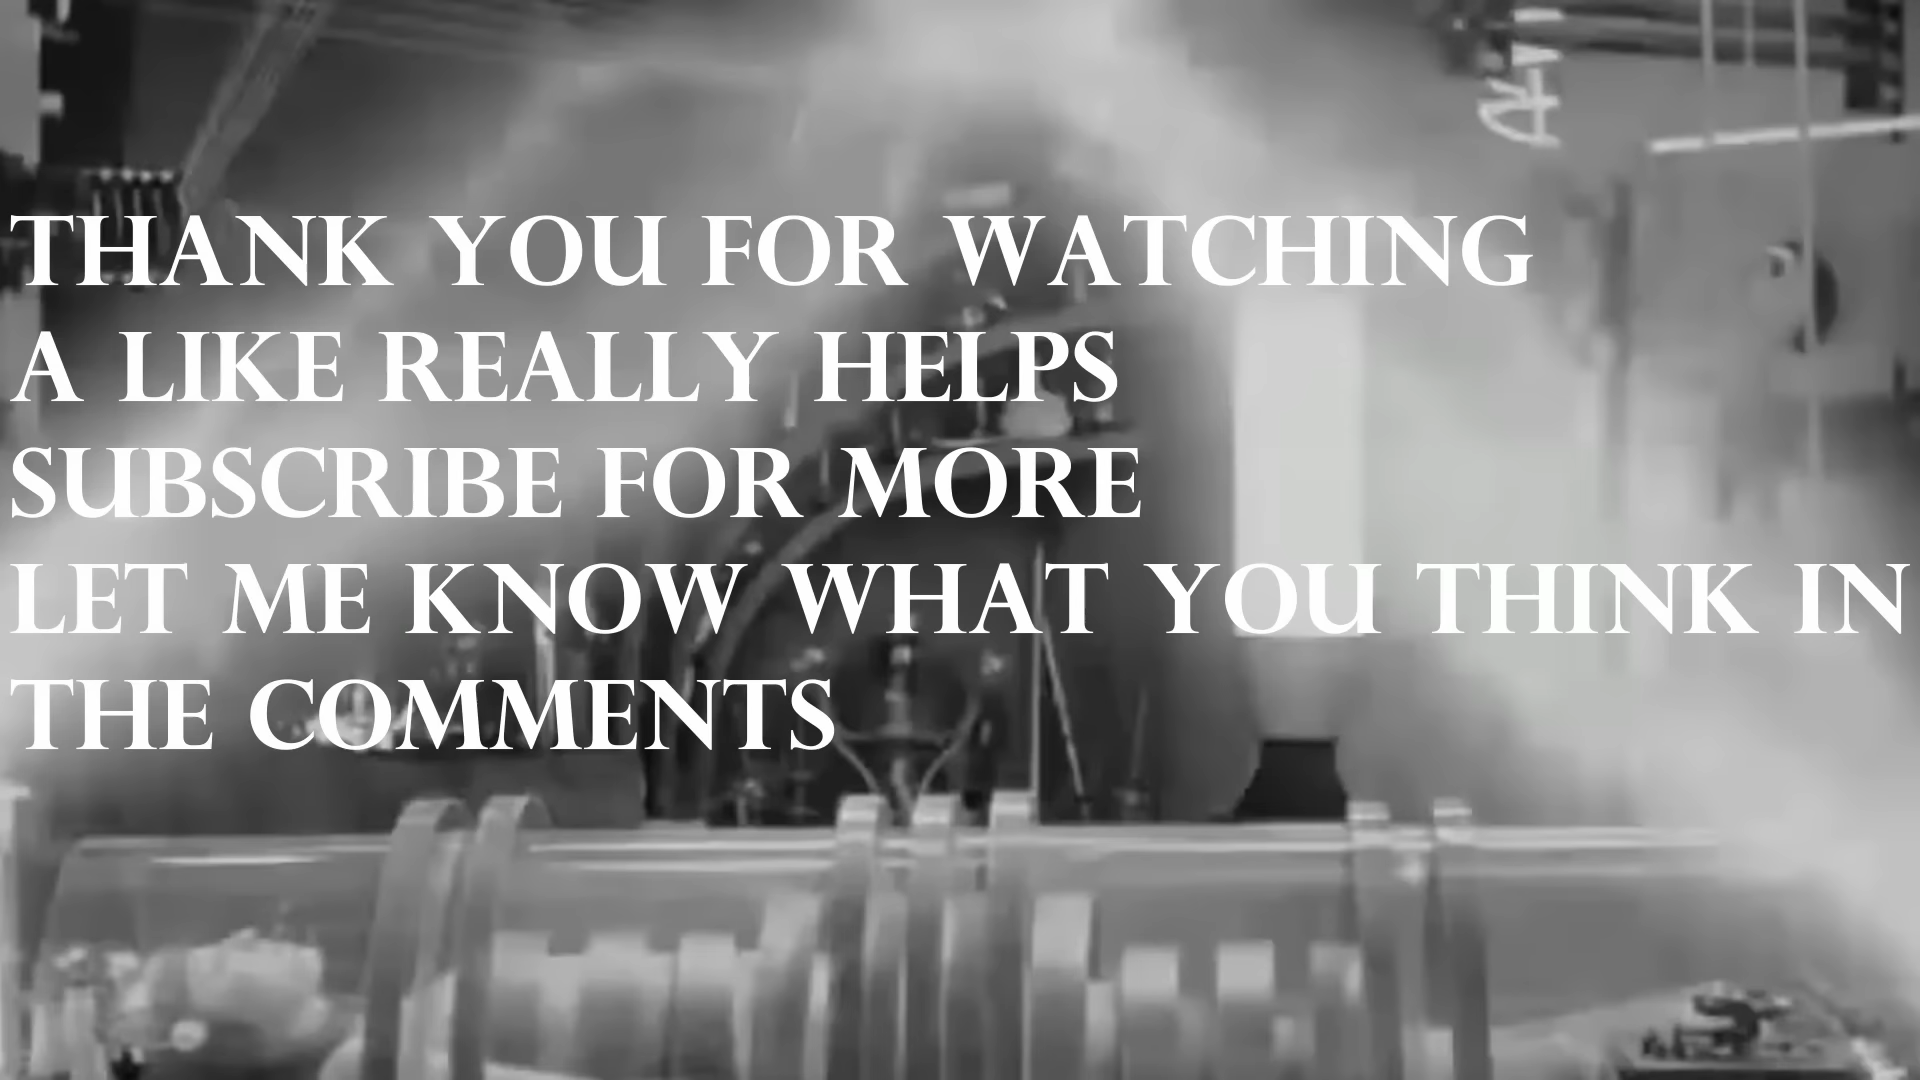 THANK YOU FOR WATCHING
A LIKE REALLY HELPS
SUBSCRIBE FOR MORE
LET ME KNOW WHAT YOU THINK IN
THE COMMENTS